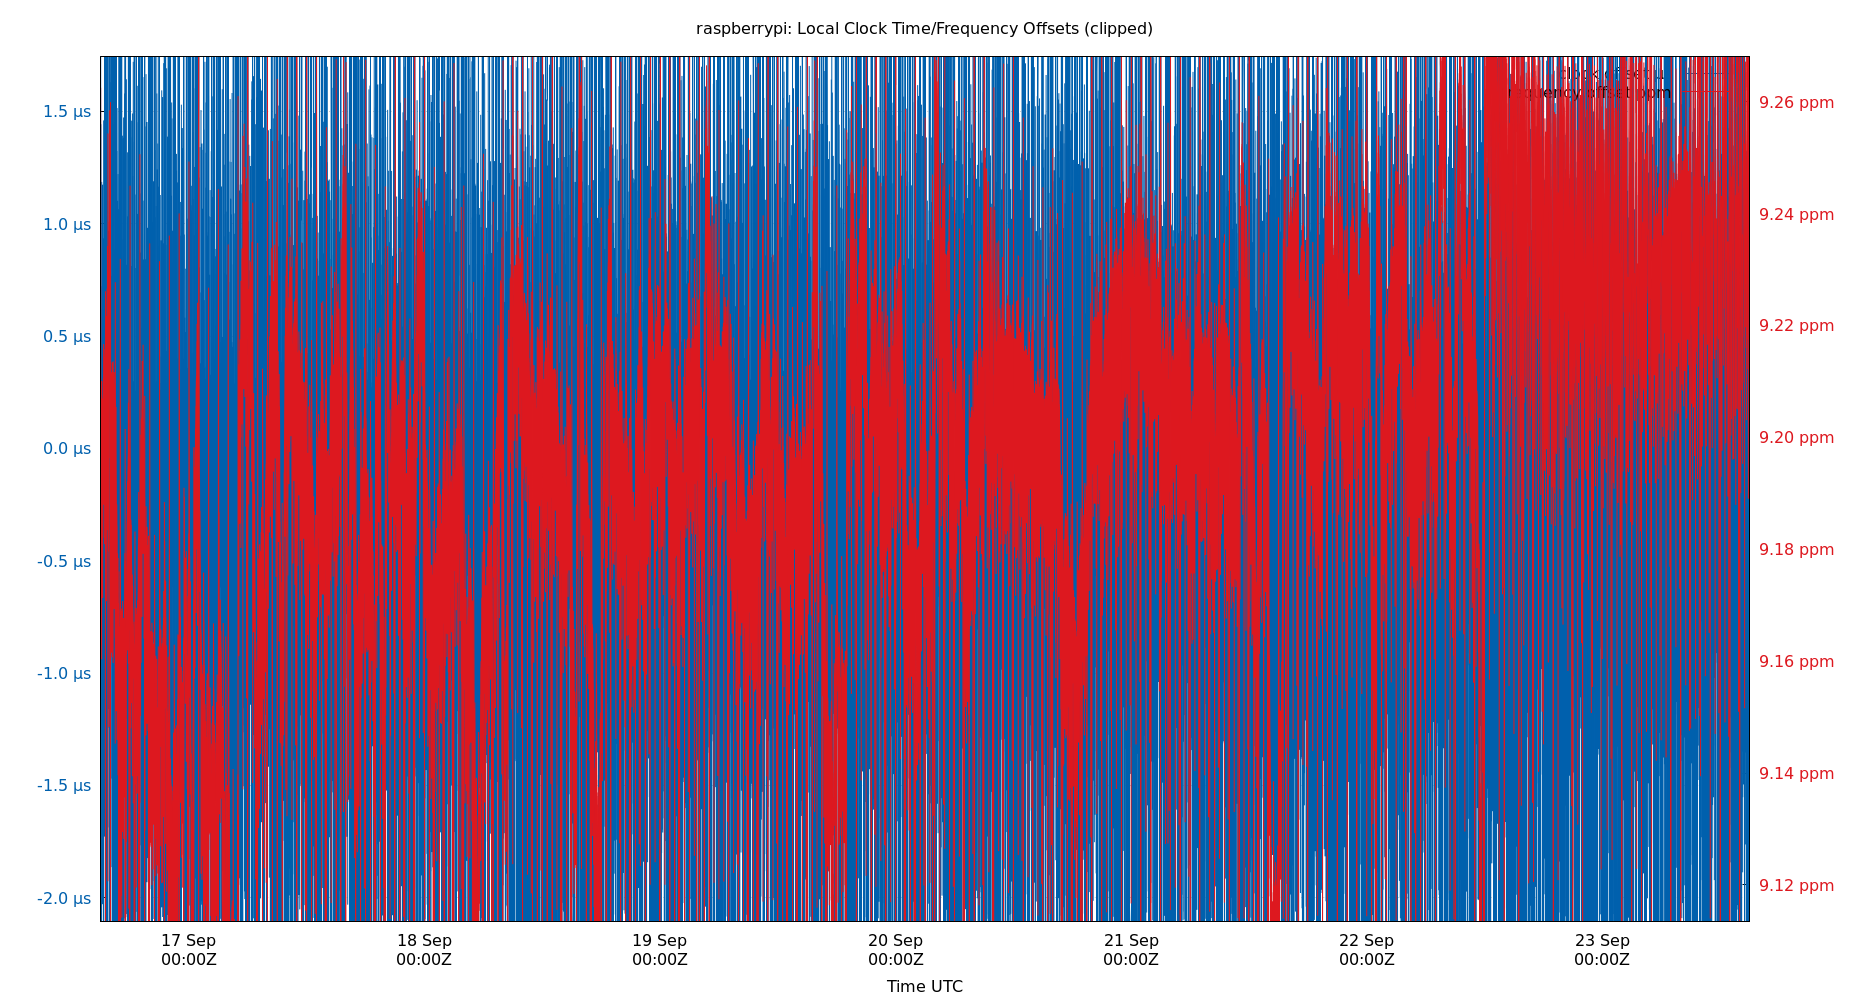 raspberrypi: Local Clock Time/Frequency Offsets (clipped)
offset ppm
1.5 µs
1.0 µs
0.5 µs
0.0 µs
-0.5 µs
-1.0 µs
-1.5 µs
-2.0 µs
9.26 ppm
9.24 ppm
9.22 ppm
9.20 ppm
9.18 ppm
9.16 ppm
9.14 ppm
9.12 ppm
17 Sep
00:00Z
18 Sep
00:00Z
19 Sep
00:00Z
20 Sep
00:00Z
21 Sep
00:00Z
22 Sep
00:00Z
23 Sep
00:00Z
Time UTC